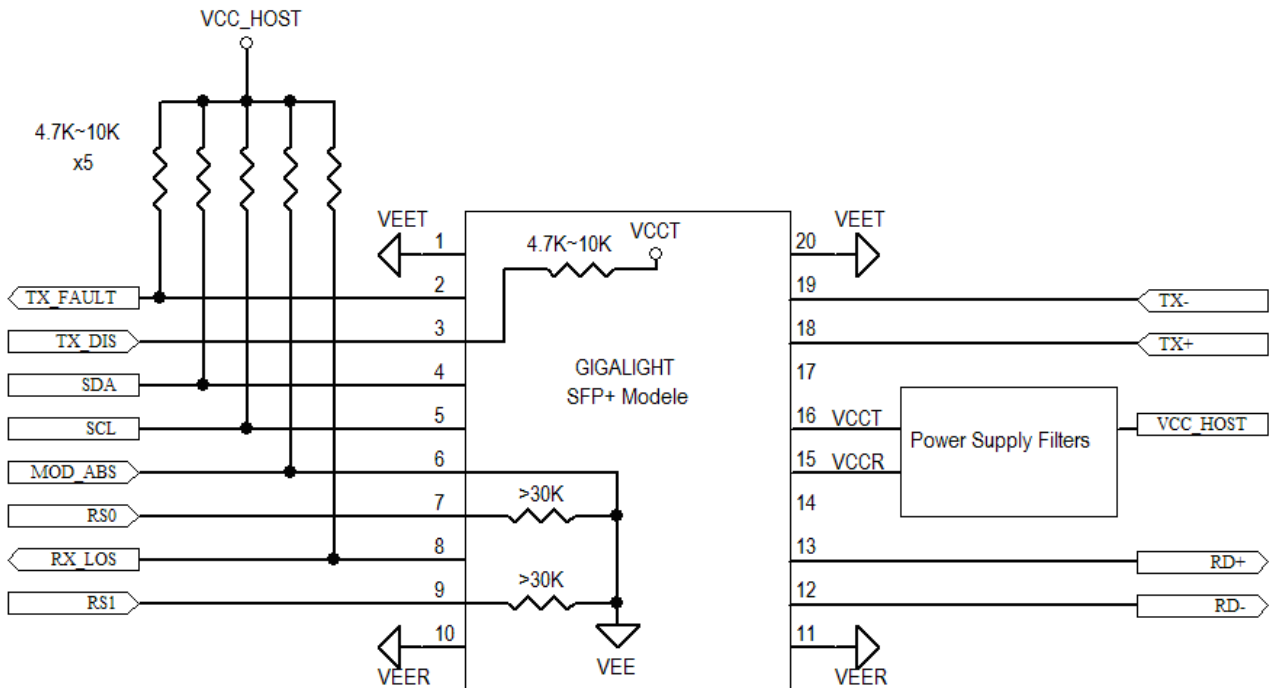 VCC_HOST
4.7K~10K
x5
VEET
1
4.7K~10K
VCCT
20
VEET
TX_FAULT
2
19
TX-
TX_DIS
3
18
TX+
GIGALIGHT
SFP+ Modele
SDA
4
17
SCL
5
16
VCCT
Power Supply Filters
VCC_HOST
MOD_ABS
6
15
VCCR
RS0
7
>30K
14
RX_LOS
8
13
RD+
RS1
9
>30K
12
RD-
10
VEER
VEE
11
VEER